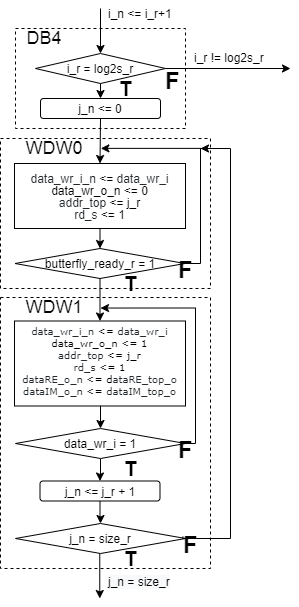 i_n <= i_r+1
DB4
i_r != log2s_r
i_r = log2s_r
F
T
j_n <= 0
WDW0
data_wr_i_n <= data_wr_i
data_wr_o_n <= 0
addr_top <= j_r
rd_s <= 1
butterfly_ready_r = 1
F
T
WDW1
data_wr_i_n <= data_wr_i
data_wr_o_n <= 1
addr_top <= j_r
rd_s <= 1
dataRE_o_n <= dataRE_top_o
dataIM_o_n <= dataIM_top_o
data_wr_i = 1
F
T
j_n <= j_r + 1
j_n = size_r
F
T
j_n = size_r